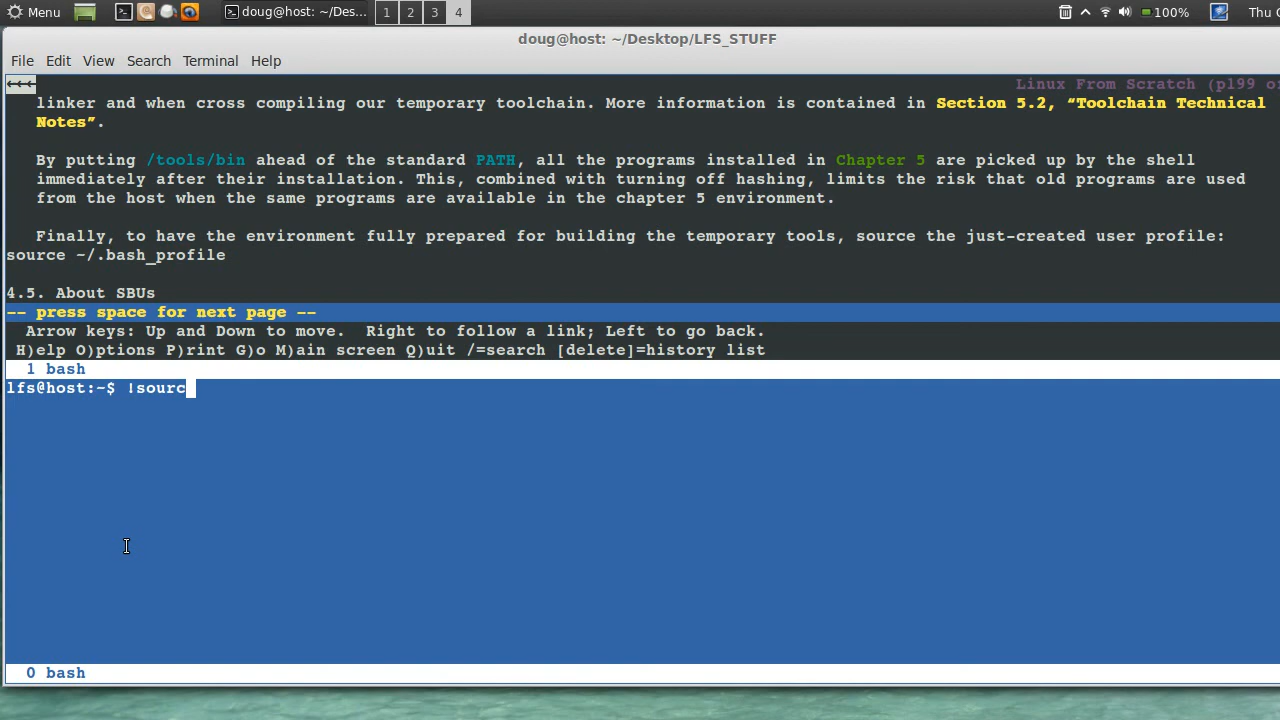 Menu doug@host: ~/Des... 1 2 3 4 100% Thu
doug@host: ~/Desktop/LFS_STUFF
File Edit View Search Terminal Help
←←← Linux From Scratch (p199 of
linker and when cross compiling our temporary toolchain. More information is contained in Section 5.2, “Toolchain Technical
Notes”.
By putting /tools/bin ahead of the standard PATH, all the programs installed in Chapter 5 are picked up by the shell
immediately after their installation. This, combined with turning off hashing, limits the risk that old programs are used
from the host when the same programs are available in the chapter 5 environment.
Finally, to have the environment fully prepared for building the temporary tools, source the just-created user profile:
source ~/.bash_profile
4.5. About SBUs
-- press space for next page --
Arrow keys: Up and Down to move. Right to follow a link; Left to go back.
H)elp O)ptions P)rint G)o M)ain screen Q)uit /=search [delete]=history list
1 bash
lfs@host:~$ !sourc
0 bash